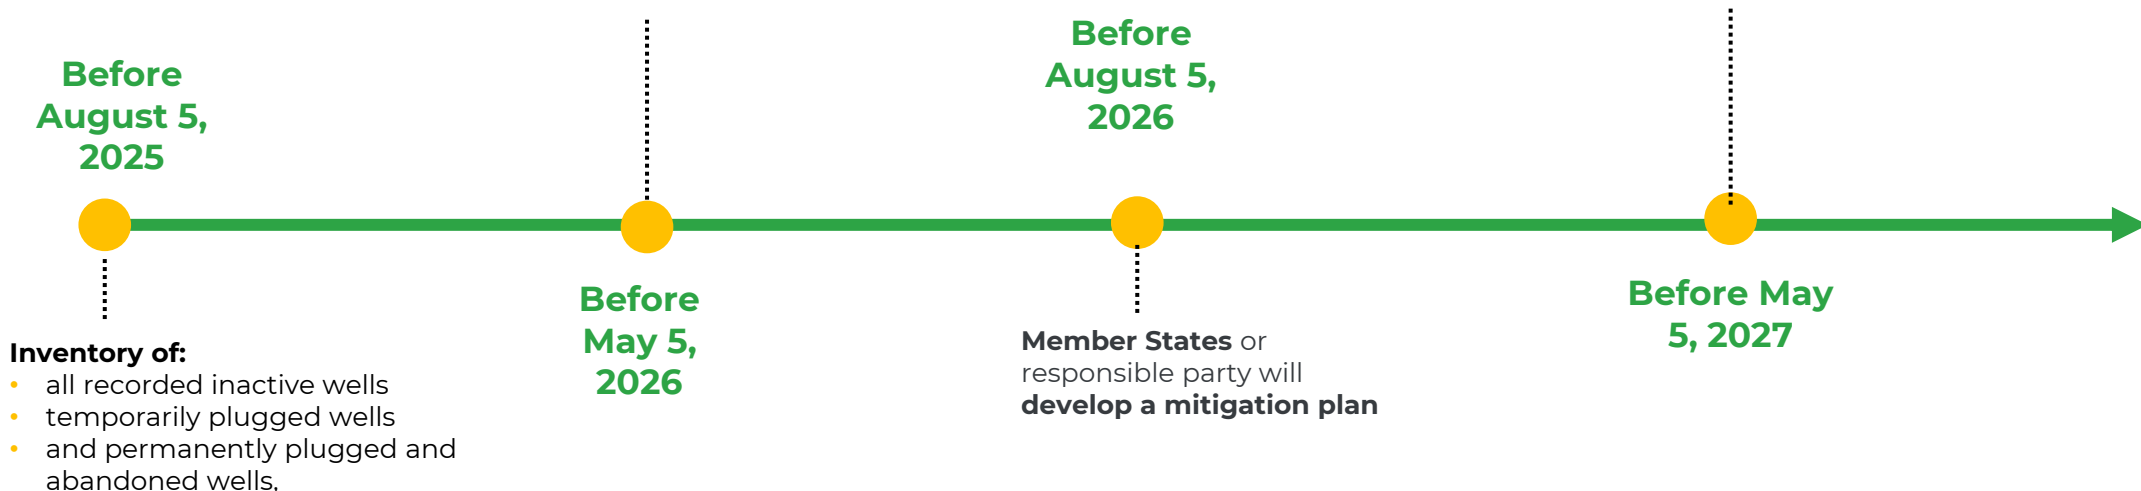 Before
August 5,
2025
Inventory of:
• all recorded inactive wells
• temporarily plugged wells
• and permanently plugged and
abandoned wells,
Before
May 5,
2026
Before
August 5,
2026
Member States or
responsible party will
develop a mitigation plan
Before May
5, 2027